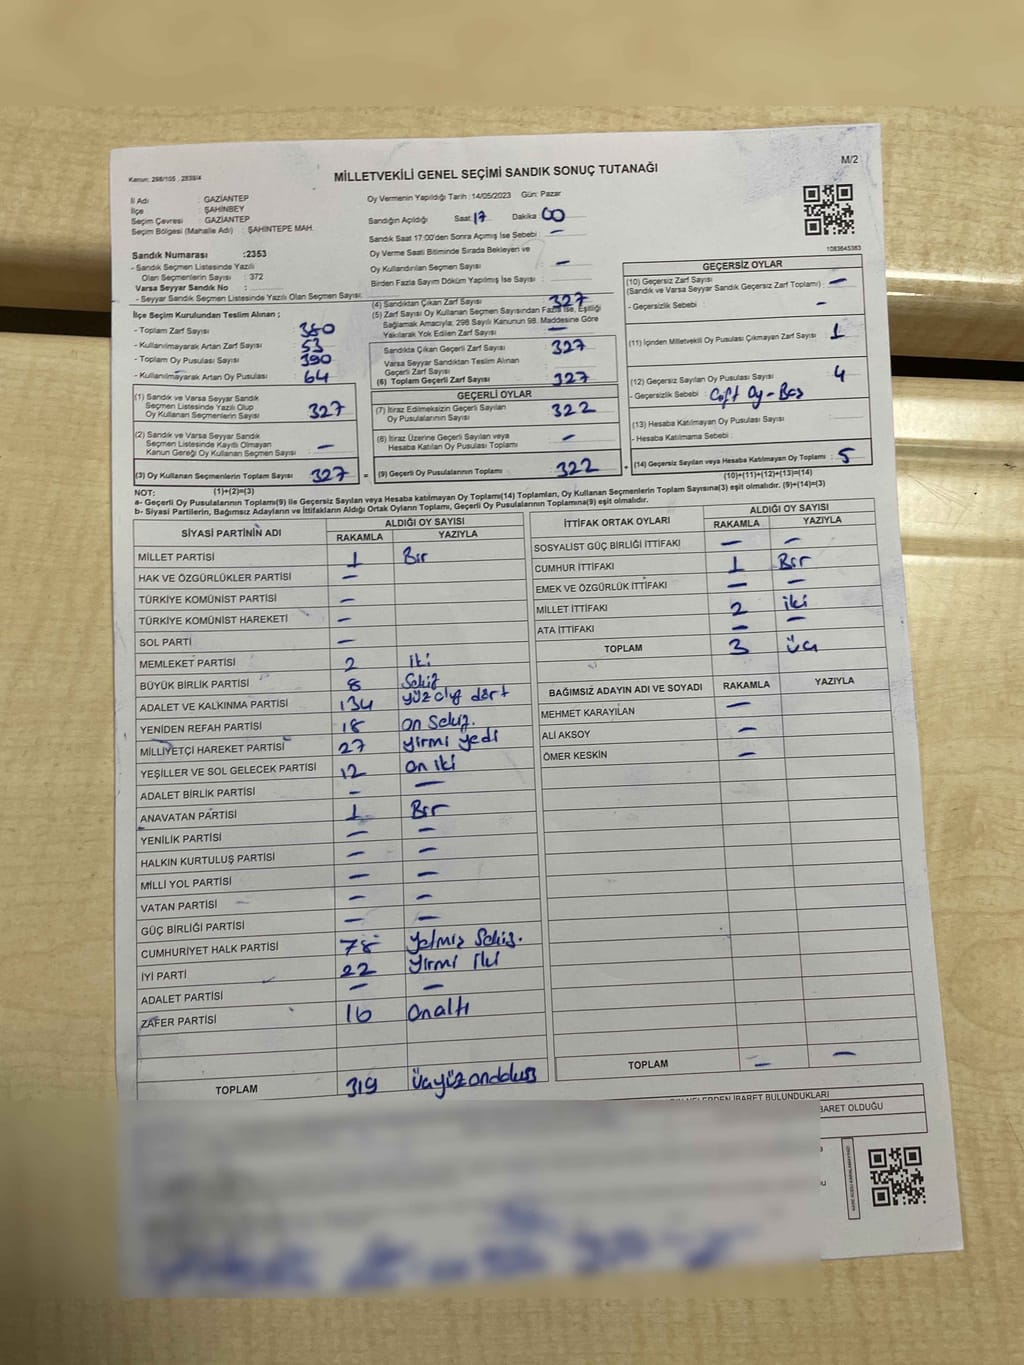 Kanun: 298/105 , 2839/4
MİLLETVEKİLİ GENEL SEÇİMİ SANDIK SONUÇ TUTANAĞI
M/2
İl Adı : GAZİANTEP
İlçe : ŞAHİNBEY
Seçim Çevresi : GAZİANTEP
Seçim Bölgesi (Mahalle Adı) : ŞAHİNTEPE MAH.
Oy Vermenin Yapıldığı Tarih :14/05/2023 Gün: Pazar
Sandığın Açıldığı Saat 17 Dakika 00
Sandık Saat 17:00'den Sonra Açımış İse Sebebi : —
Oy Verme Saati Bitiminde Sırada Bekleyen ve
Oy Kullandırılan Seçmen Sayısı : —
Birden Fazla Sayım Döküm Yapılmış İse Sayısı :
1083645363
Sandık Numarası :2353
- Sandık Seçmen Listesinde Yazılı
Olan Seçmenlerin Sayısı : 372
Varsa Seyyar Sandık No :
- Seyyar Sandık Seçmen Listesinde Yazılı Olan Seçmen Sayısı:
İlçe Seçim Kurulundan Teslim Alınan ;
- Toplam Zarf Sayısı : 380
- Kullanılmayarak Artan Zarf Sayısı : 53
- Toplam Oy Pusulası Sayısı : 390
- Kullanılmayarak Artan Oy Pusulası : 64
(1) Sandık ve Varsa Seyyar Sandık
Seçmen Listesinde Yazılı Olup
Oy Kullanan Seçmenlerin Sayısı : 327
(2) Sandık ve Varsa Seyyar Sandık
Seçmen Listesinde Kayıtlı Olmayan
Kanun Gereği Oy Kullanan Seçmen Sayısı : —
(3) Oy Kullanan Seçmenlerin Toplam Sayısı : 327 =
(1)+(2)=(3)
(4) Sandıktan Çıkan Zarf Sayısı : 327
(5) Zarf Sayısı Oy Kullanan Seçmen Sayısından Fazla İse, Eşitliği
Sağlamak Amacıyla; 298 Sayılı Kanunun 98. Maddesine Göre
Yakılarak Yok Edilen Zarf Sayısı : —
Sandıkta Çıkan Geçerli Zarf Sayısı : 327
Varsa Seyyar Sandıktan Teslim Alınan
Geçerli Zarf Sayısı :
(6) Toplam Geçerli Zarf Sayısı : 327
GEÇERLİ OYLAR
(7) İtiraz Edilmeksizin Geçerli Sayılan
Oy Pusulalarının Sayısı : 322
(8) İtiraz Üzerine Geçerli Sayılan veya
Hesaba Katılan Oy Pusulası Toplamı : —
(9) Geçerli Oy Pusulalarının Toplamı : 322 +
GEÇERSİZ OYLAR
(10) Geçersiz Zarf Sayısı
(Sandık ve Varsa Seyyar Sandık Geçersiz Zarf Toplamı) : —
- Geçersizlik Sebebi : —
(11) İçinden Milletvekili Oy Pusulası Çıkmayan Zarf Sayısı : 1
(12) Geçersiz Sayılan Oy Pusulası Sayısı : 4
- Geçersizlik Sebebi : Çift Oy - Boş
(13) Hesaba Katılmayan Oy Pusulası Sayısı :
- Hesaba Katılmama Sebebi :
(14) Geçersiz Sayılan veya Hesaba Katılmayan Oy Toplamı : 5
(10)+(11)+(12)+(13)=(14)
NOT:
a- Geçerli Oy Pusulalarının Toplamı(9) ile Geçersiz Sayılan veya Hesaba katılmayan Oy Toplamı(14) Toplamları, Oy Kullanan Seçmenlerin Toplam Sayısına(3) eşit olmalıdır. (9)+(14)=(3)
b- Siyasi Partilerin, Bağımsız Adayların ve İttifakların Aldığı Ortak Oyların Toplamı, Geçerli Oy Pusulalarının Toplamına(9) eşit olmalıdır.
SİYASİ PARTİNİN ADI ALDIĞI OY SAYISI
RAKAMLA YAZIYLA
MİLLET PARTİSİ 1 Bir
HAK VE ÖZGÜRLÜKLER PARTİSİ —
TÜRKİYE KOMÜNİST PARTİSİ —
TÜRKİYE KOMÜNİST HAREKETİ —
SOL PARTİ —
MEMLEKET PARTİSİ 2 iki
BÜYÜK BİRLİK PARTİSİ 8 Sekiz
ADALET VE KALKINMA PARTİSİ 134 yüz otuz dört
YENİDEN REFAH PARTİSİ 18 on sekiz.
MİLLİYETÇİ HAREKET PARTİSİ 27 yirmi yedi
YEŞİLLER VE SOL GELECEK PARTİSİ 12 on iki
ADALET BİRLİK PARTİSİ — —
ANAVATAN PARTİSİ 1 Bir
YENİLİK PARTİSİ — —
HALKIN KURTULUŞ PARTİSİ — —
MİLLİ YOL PARTİSİ — —
VATAN PARTİSİ — —
GÜÇ BİRLİĞİ PARTİSİ — —
CUMHURİYET HALK PARTİSİ 78 yetmiş Sekiz.
İYİ PARTİ 22 yirmi iki
ADALET PARTİSİ — —
ZAFER PARTİSİ 16 onaltı
TOPLAM 319 üçyüz ondokuz
İTTİFAK ORTAK OYLARI ALDIĞI OY SAYISI
RAKAMLA YAZIYLA
SOSYALİST GÜÇ BİRLİĞİ İTTİFAKI — —
CUMHUR İTTİFAKI 1 Bir
EMEK VE ÖZGÜRLÜK İTTİFAKI — —
MİLLET İTTİFAKI 2 iki
ATA İTTİFAKI — —
TOPLAM 3 üç
BAĞIMSIZ ADAYIN ADI VE SOYADI RAKAMLA YAZIYLA
MEHMET KARAYILAN —
ALİ AKSOY —
ÖMER KESKİN —
TOPLAM — —
NELERDEN İBARET BULUNDUKLARI
BARET OLDUĞU